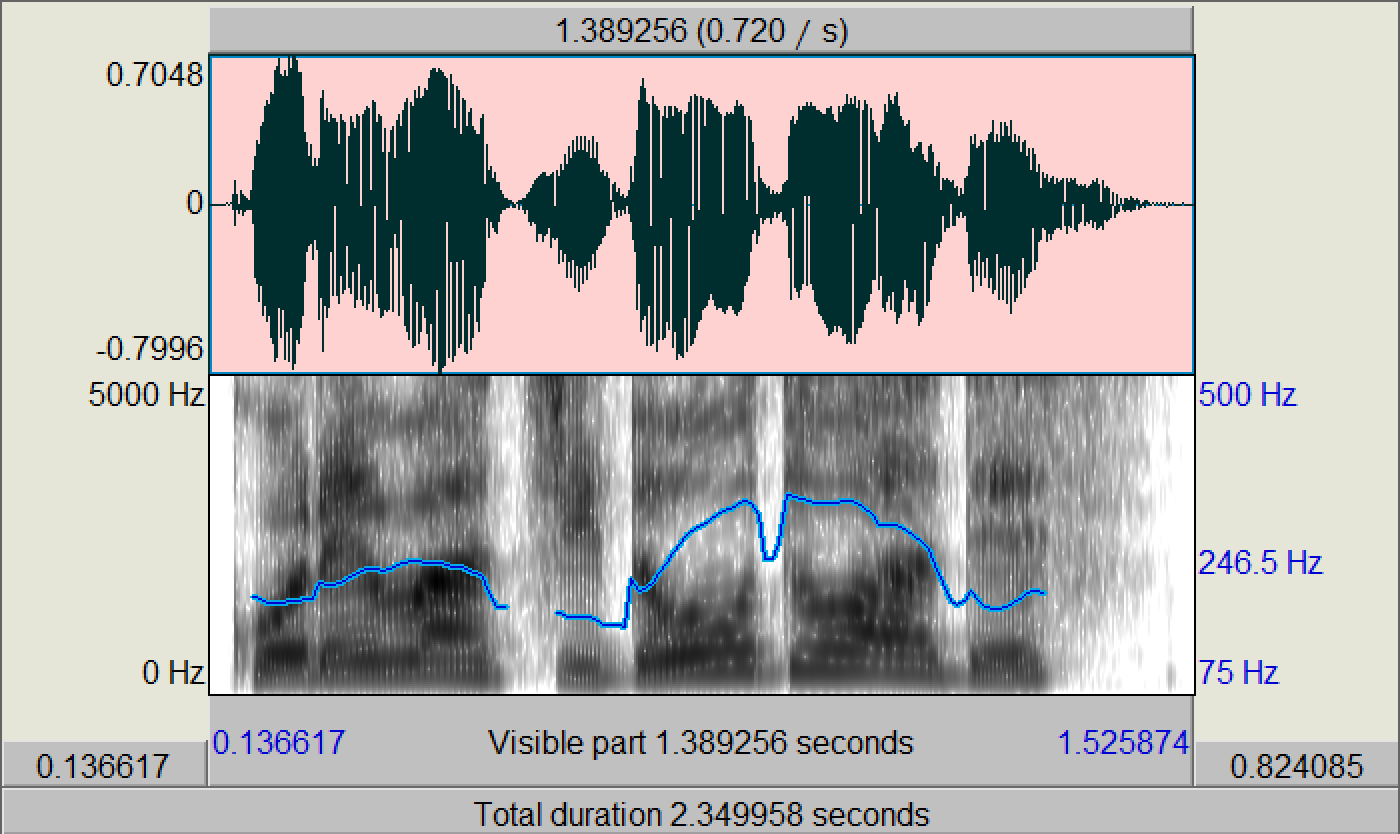 1.389256 (0.720 / s)
0.7048
0
-0.7996
5000 Hz
500 Hz
246.5 Hz
0 Hz
75 Hz
0.136617
Visible part 1.389256 seconds
1.525874
0.136617
0.824085
Total duration 2.349958 seconds